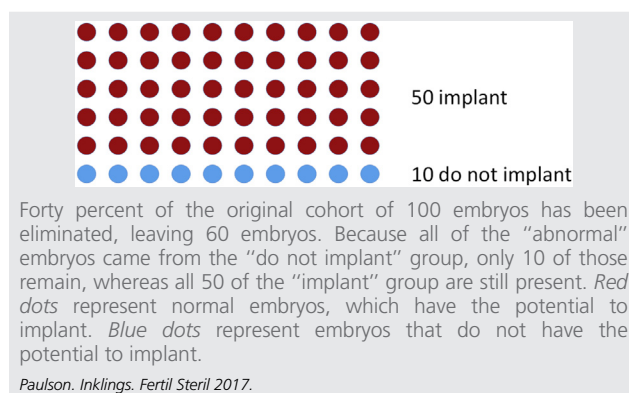 50 implant
10 do not implant
Forty percent of the original cohort of 100 embryos has been
eliminated, leaving 60 embryos. Because all of the "abnormal"
embryos came from the "do not implant" group, only 10 of those
remain, whereas all 50 of the "implant" group are still present. Red
dots represent normal embryos, which have the potential to
implant. Blue dots represent embryos that do not have the
potential to implant.
Paulson. Inklings. Fertil Steril 2017.